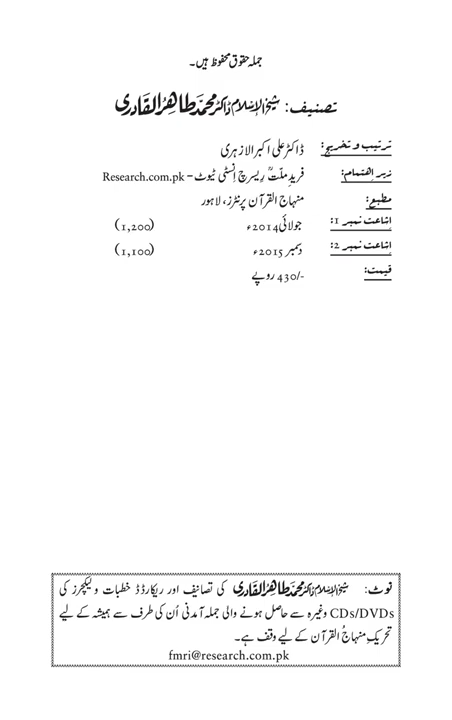 جملہ حقوق محفوظ ہیں۔
تصنیف: شیخ الاسلام ڈاکٹر محمد طاہر القادری
ترتیب و تخریج: ڈاکٹر علی اکبر الازہری
زیر اہتمام: فریدِ ملّتؒ رِیسرچ اِنسٹی ٹیوٹ - Research.com.pk
مطبع: منہاج القرآن پرنٹرز، لاہور
اشاعت نمبر 1: جولائی 2014ء (1,200)
اشاعت نمبر 2: دسمبر 2015ء (1,100)
قیمت: 430/- روپے
نوٹ: شیخ الاسلام ڈاکٹر محمد طاہر القادری کی تصانیف اور ریکارڈڈ خطبات و لیکچرز کی
CDs/DVDs وغیرہ سے حاصل ہونے والی جملہ آمدنی اُن کی طرف سے ہمیشہ کے لیے
تحریکِ منہاجُ القرآن کے لیے وقف ہے۔
fmri@research.com.pk